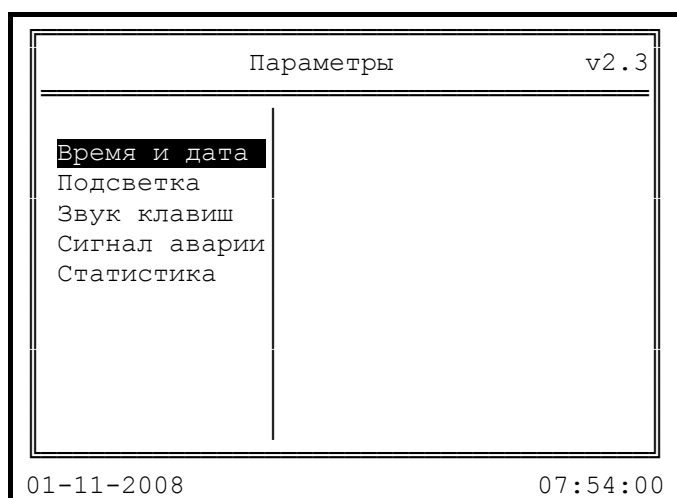 Параметры v2.3
Время и дата
Подсветка
Звук клавиш
Сигнал аварии
Статистика
01-11-2008 07:54:00